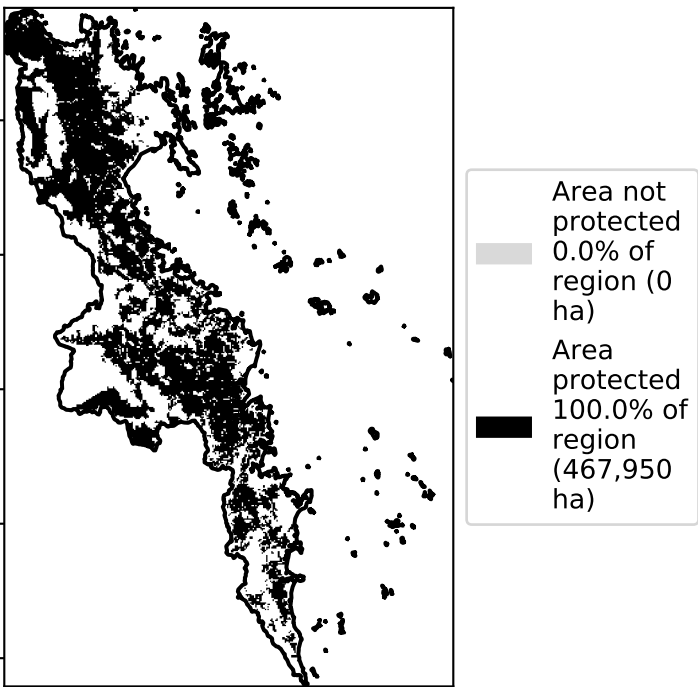 Area not
protected
0.0% of
region (0
ha)
Area
protected
100.0% of
region
(467,950
ha)